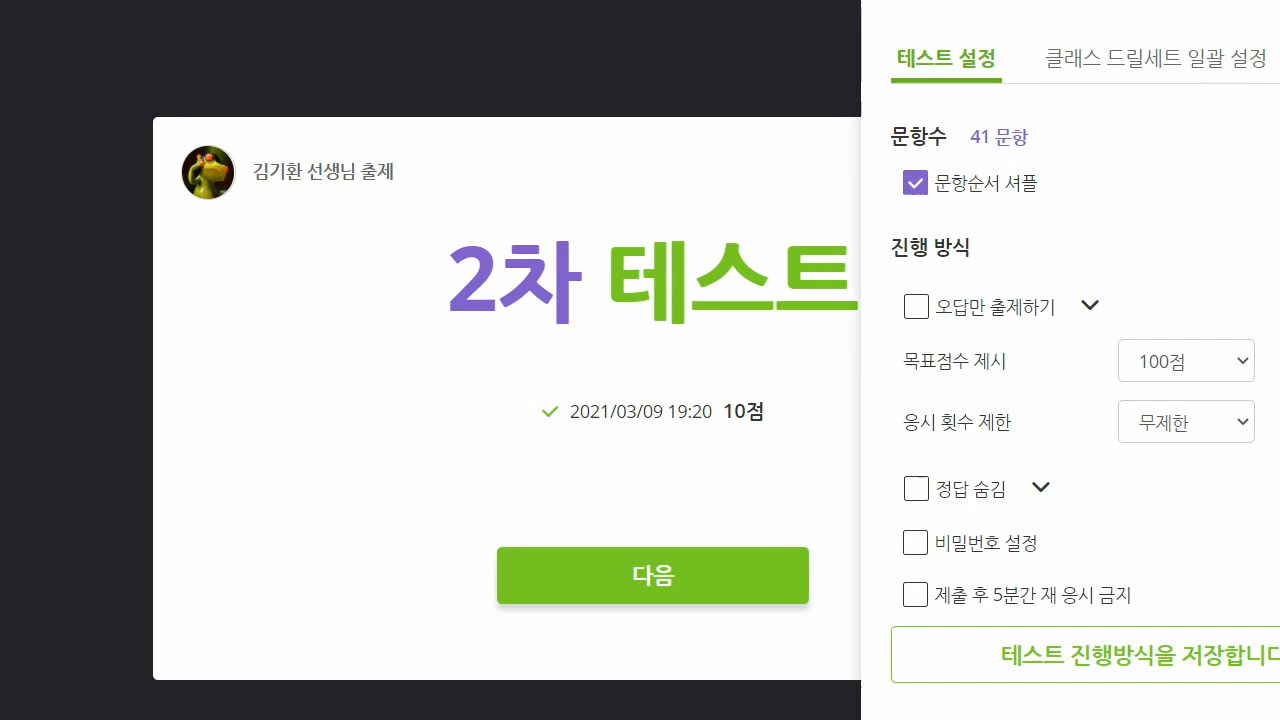 김기환 선생님 출제
2차 테스트
2021/03/09 19:20 10점
다음
테스트 설정
클래스 드릴세트 일괄 설정
문항수 41 문항
문항순서 셔플
진행 방식
오답만 출제하기
목표점수 제시 100점
응시 횟수 제한 무제한
정답 숨김
비밀번호 설정
제출 후 5분간 재 응시 금지
테스트 진행방식을 저장합니다